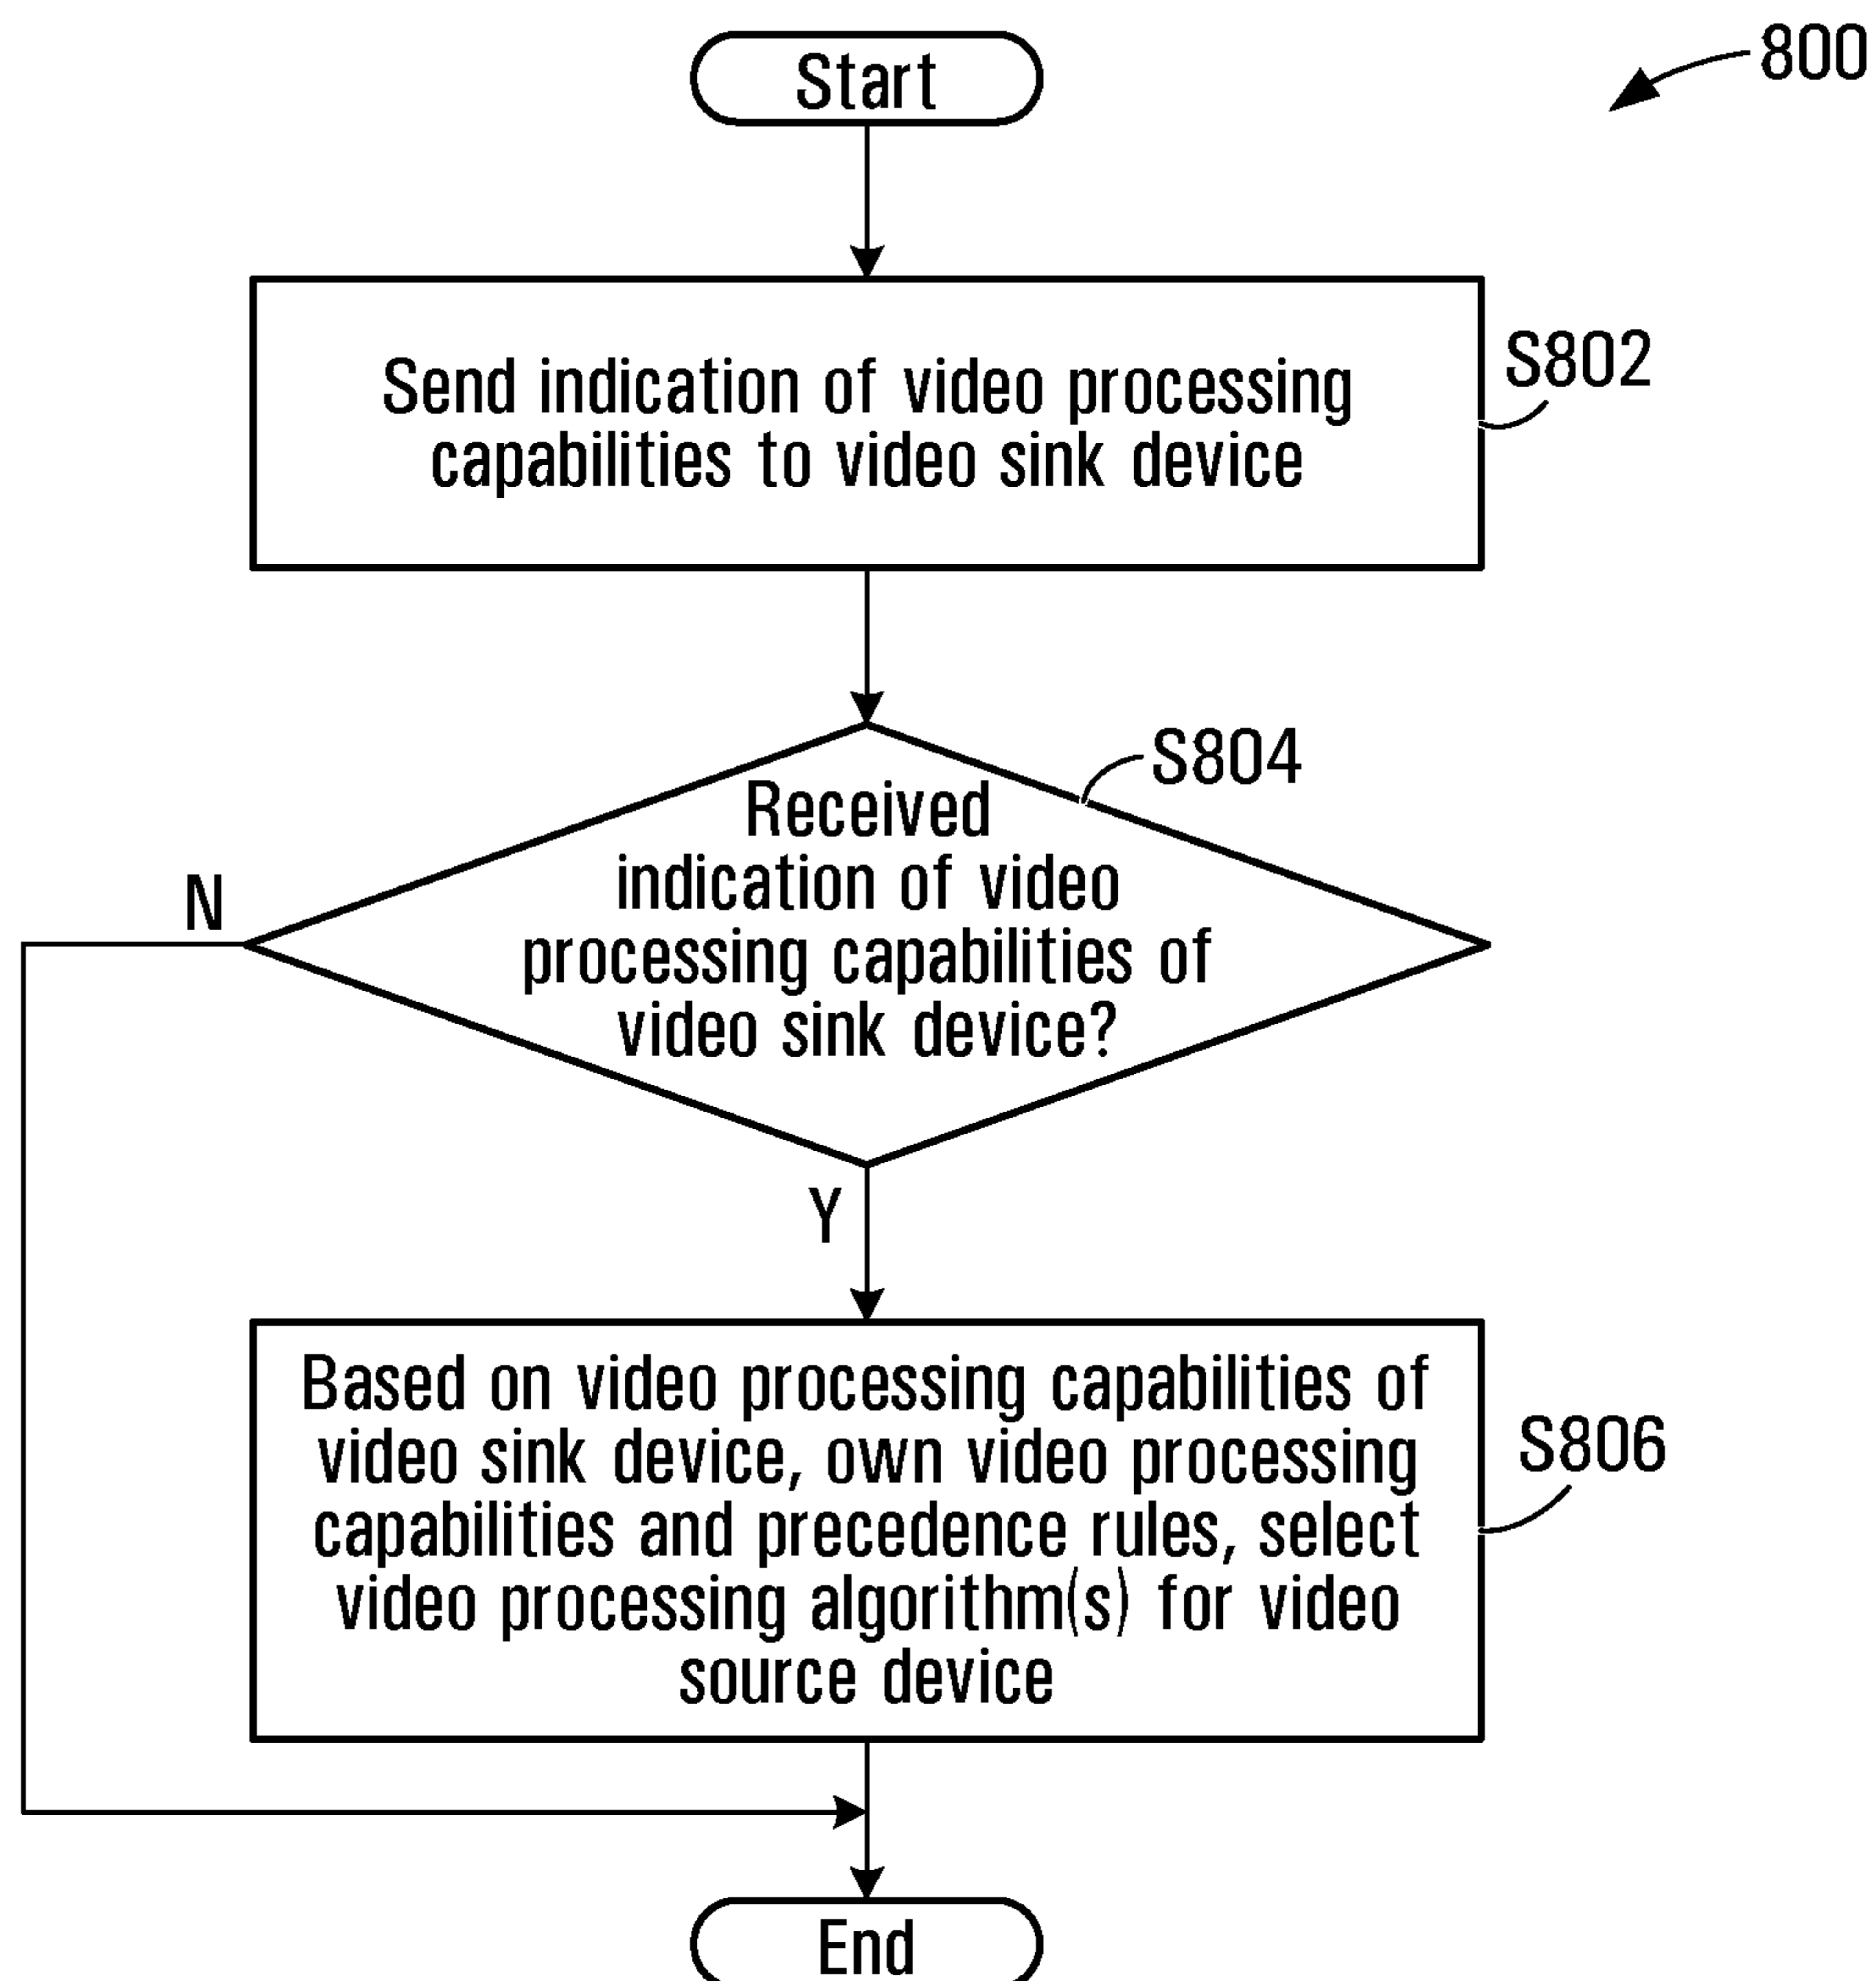 Start
800
Send indication of video processing
capabilities to video sink device
S802
S804
Received
indication of video
processing capabilities of
video sink device?
N
Y
Based on video processing capabilities of
video sink device, own video processing
capabilities and precedence rules, select
video processing algorithm(s) for video
source device
S806
End